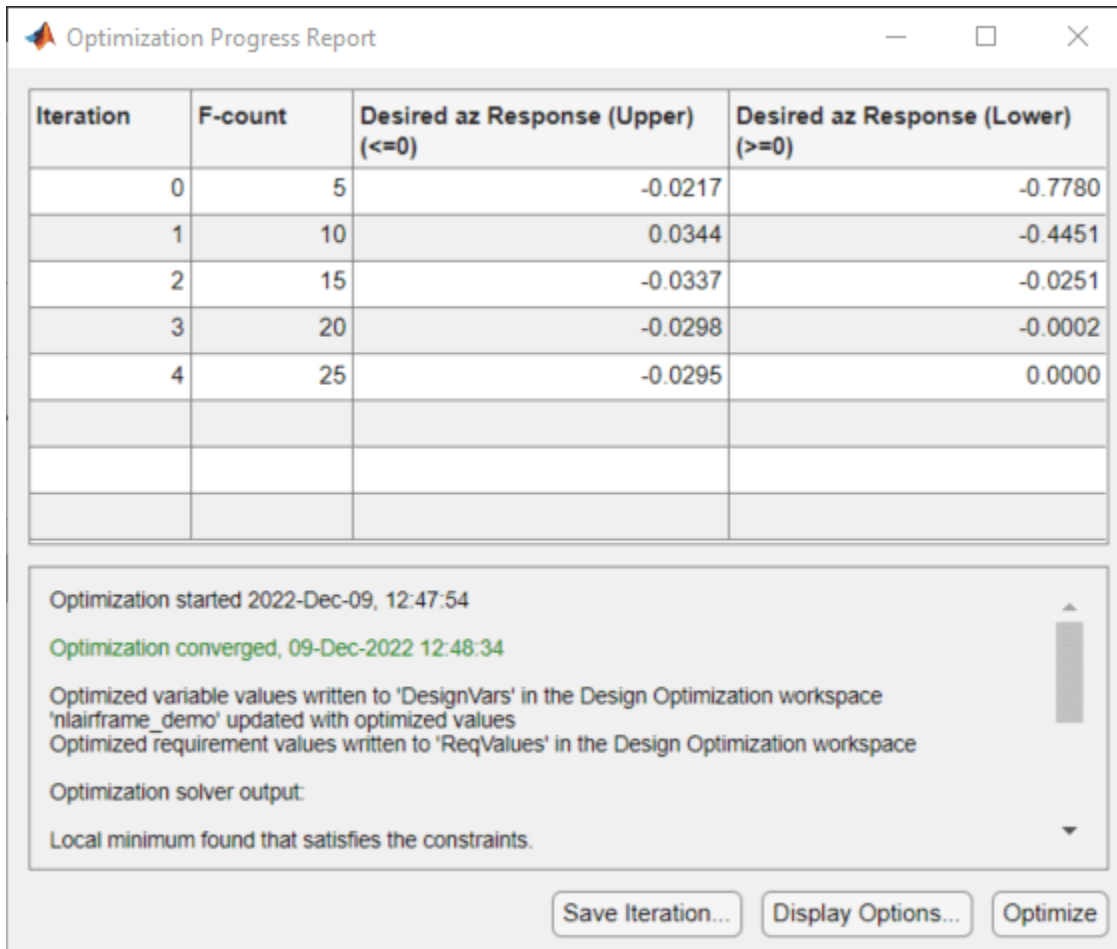 Optimization Progress Report
Iteration F-count Desired az Response (Upper) Desired az Response (Lower)
(<=0) (>=0)
0 5 -0.0217 -0.7780
1 10 0.0344 -0.4451
2 15 -0.0337 -0.0251
3 20 -0.0298 -0.0002
4 25 -0.0295 0.0000
Optimization started 2022-Dec-09, 12:47:54
Optimization converged, 09-Dec-2022 12:48:34
Optimized variable values written to 'DesignVars' in the Design Optimization workspace
'nlairframe_demo' updated with optimized values
Optimized requirement values written to 'ReqValues' in the Design Optimization workspace
Optimization solver output:
Local minimum found that satisfies the constraints.
Save Iteration... Display Options... Optimize